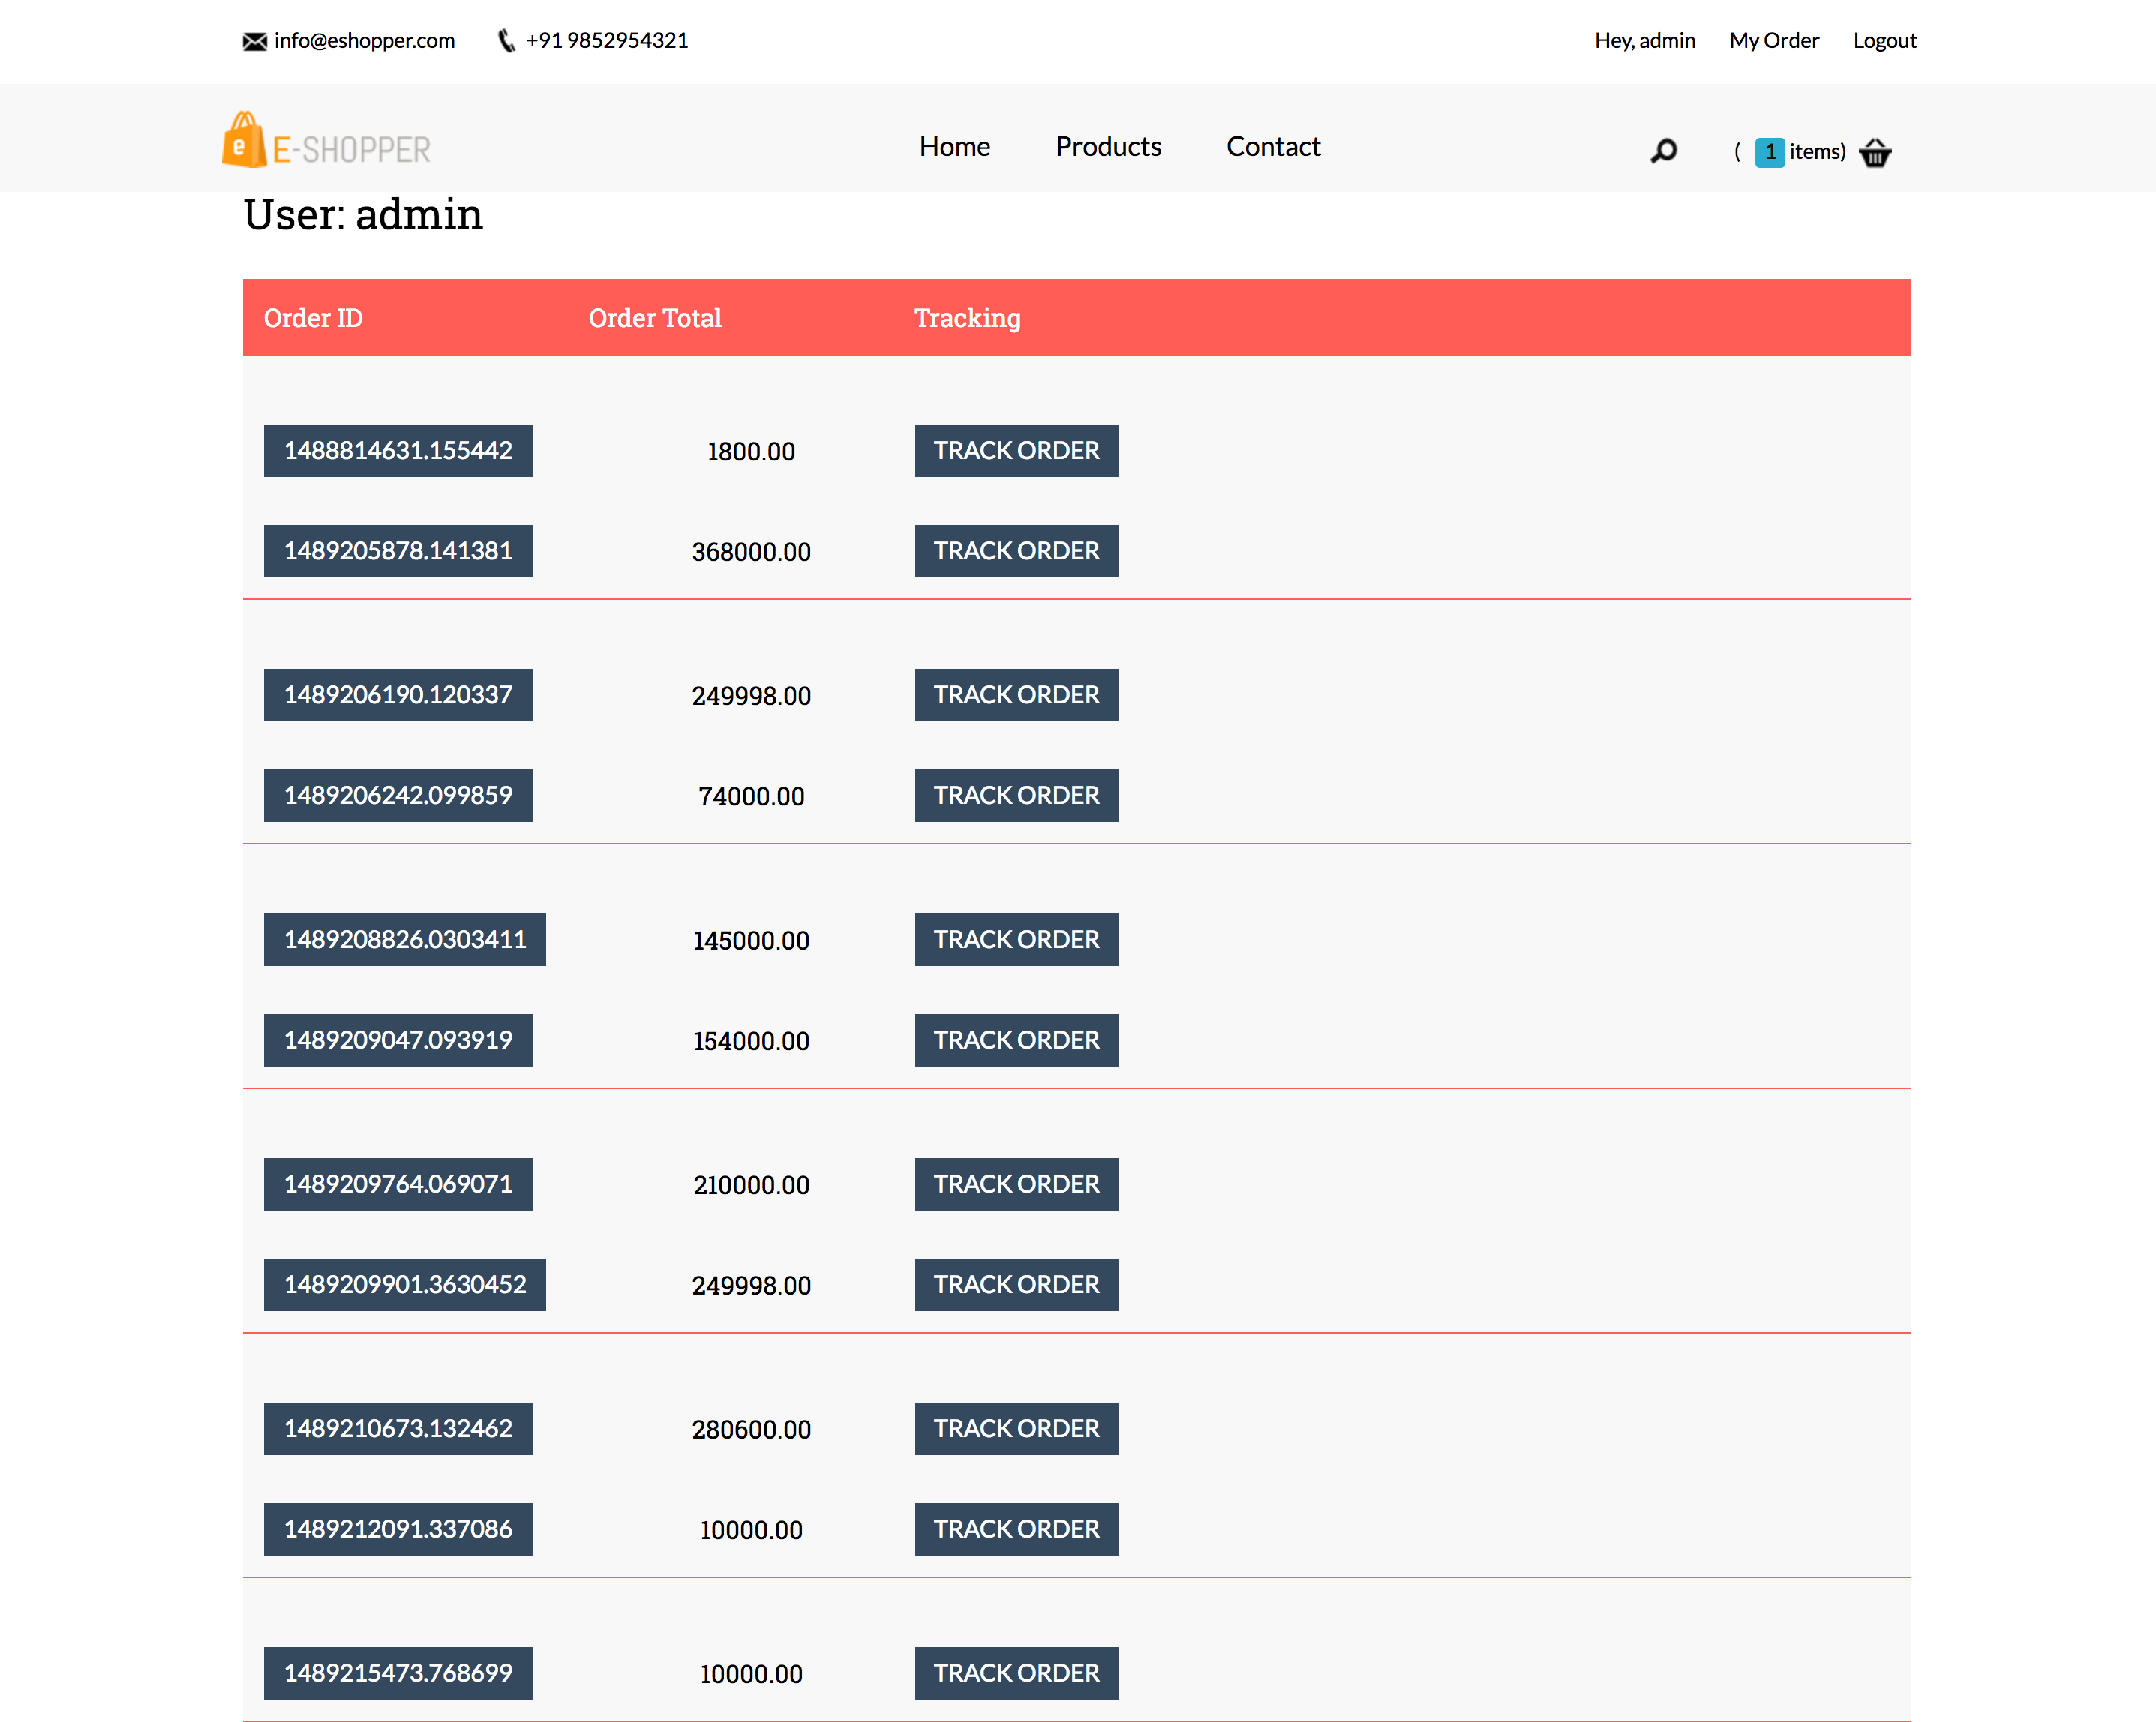 info@eshopper.com +91 9852954321 Hey, admin My Order Logout
e E-SHOPPER Home Products Contact ( 1 items)
User: admin
Order ID Order Total Tracking
1488814631.155442 1800.00 TRACK ORDER
1489205878.141381 368000.00 TRACK ORDER
1489206190.120337 249998.00 TRACK ORDER
1489206242.099859 74000.00 TRACK ORDER
1489208826.0303411 145000.00 TRACK ORDER
1489209047.093919 154000.00 TRACK ORDER
1489209764.069071 210000.00 TRACK ORDER
1489209901.3630452 249998.00 TRACK ORDER
1489210673.132462 280600.00 TRACK ORDER
1489212091.337086 10000.00 TRACK ORDER
1489215473.768699 10000.00 TRACK ORDER